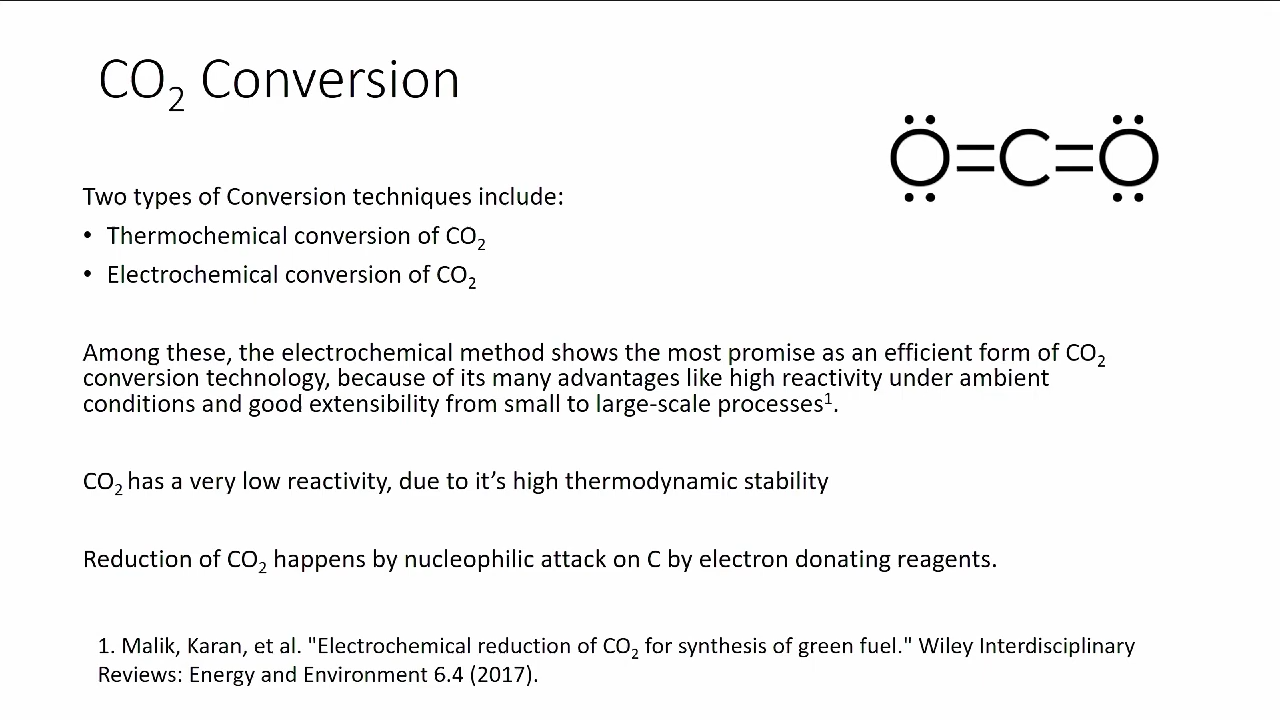 CO₂ Conversion
O=C=O
Two types of Conversion techniques include:
• Thermochemical conversion of CO₂
• Electrochemical conversion of CO₂
Among these, the electrochemical method shows the most promise as an efficient form of CO₂
conversion technology, because of its many advantages like high reactivity under ambient
conditions and good extensibility from small to large-scale processes¹.
CO₂ has a very low reactivity, due to it’s high thermodynamic stability
Reduction of CO₂ happens by nucleophilic attack on C by electron donating reagents.
1. Malik, Karan, et al. "Electrochemical reduction of CO₂ for synthesis of green fuel." Wiley Interdisciplinary
Reviews: Energy and Environment 6.4 (2017).